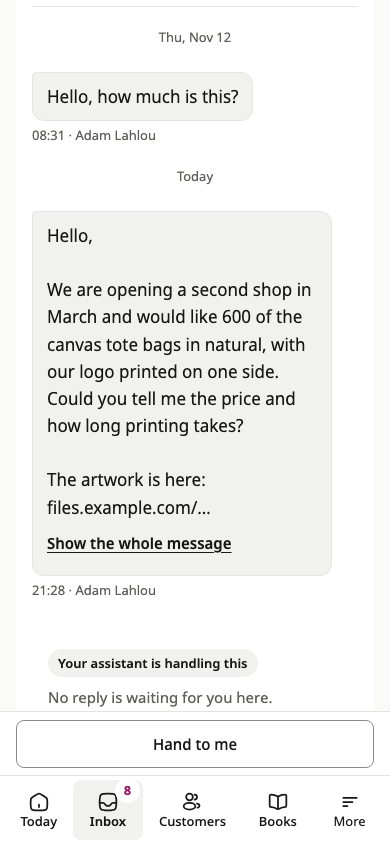 Thu, Nov 12
Hello, how much is this?
08:31 · Adam Lahlou
Today
Hello,
We are opening a second shop in
March and would like 600 of the
canvas tote bags in natural, with
our logo printed on one side.
Could you tell me the price and
how long printing takes?
The artwork is here:
files.example.com/...
Show the whole message
21:28 · Adam Lahlou
Your assistant is handling this
No reply is waiting for you here.
Hand to me
8
Today
Inbox
Customers
Books
More